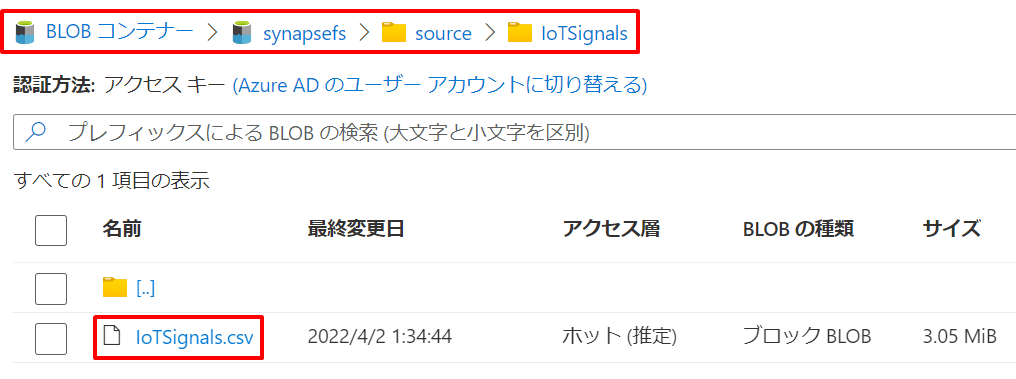 BLOB コンテナー > synapsefs > source > IoTSignals
認証方法: アクセス キー (Azure AD のユーザー アカウントに切り替える)
プレフィックスによる BLOB の検索 (大文字と小文字を区別)
すべての 1 項目の表示
名前 最終変更日 アクセス層 BLOB の種類 サイズ
[..]
IoTSignals.csv 2022/4/2 1:34:44 ホット (推定) ブロック BLOB 3.05 MiB